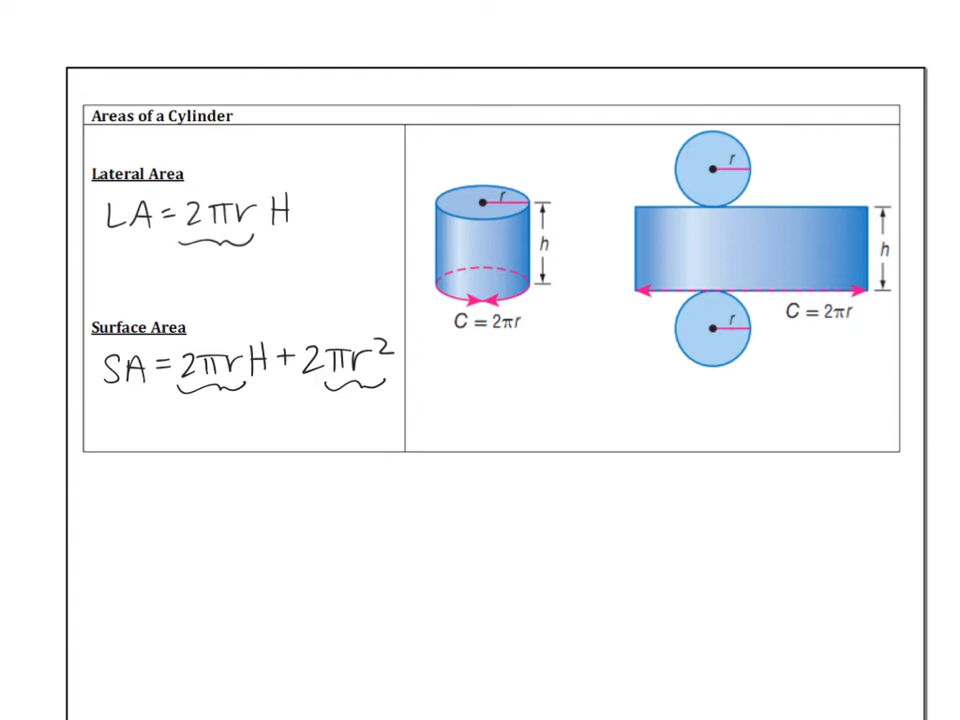 Areas of a Cylinder
Lateral Area
LA = 2πr H
Surface Area
SA = 2πrH + 2πr²
r
h
C = 2πr
r
h
C = 2πr
r